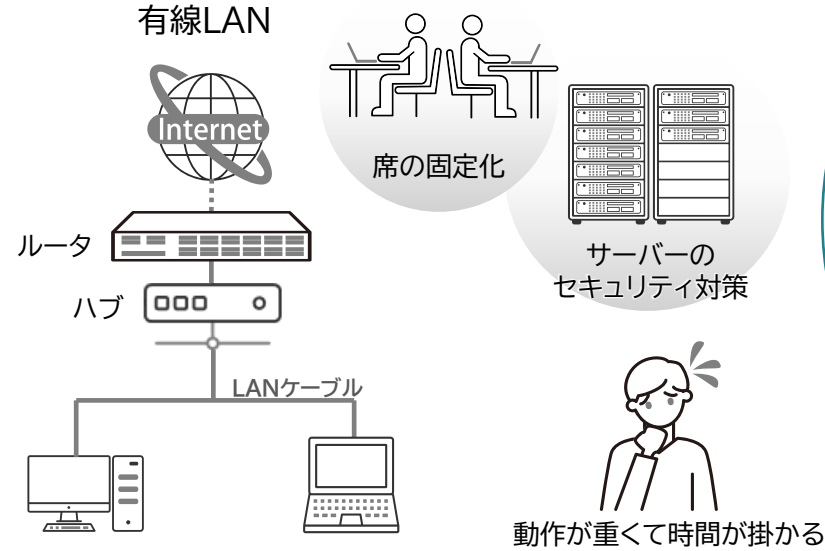 有線LAN
Internet
席の固定化
ルータ
サーバーの
セキュリティ対策
ハブ
LANケーブル
動作が重くて時間が掛かる